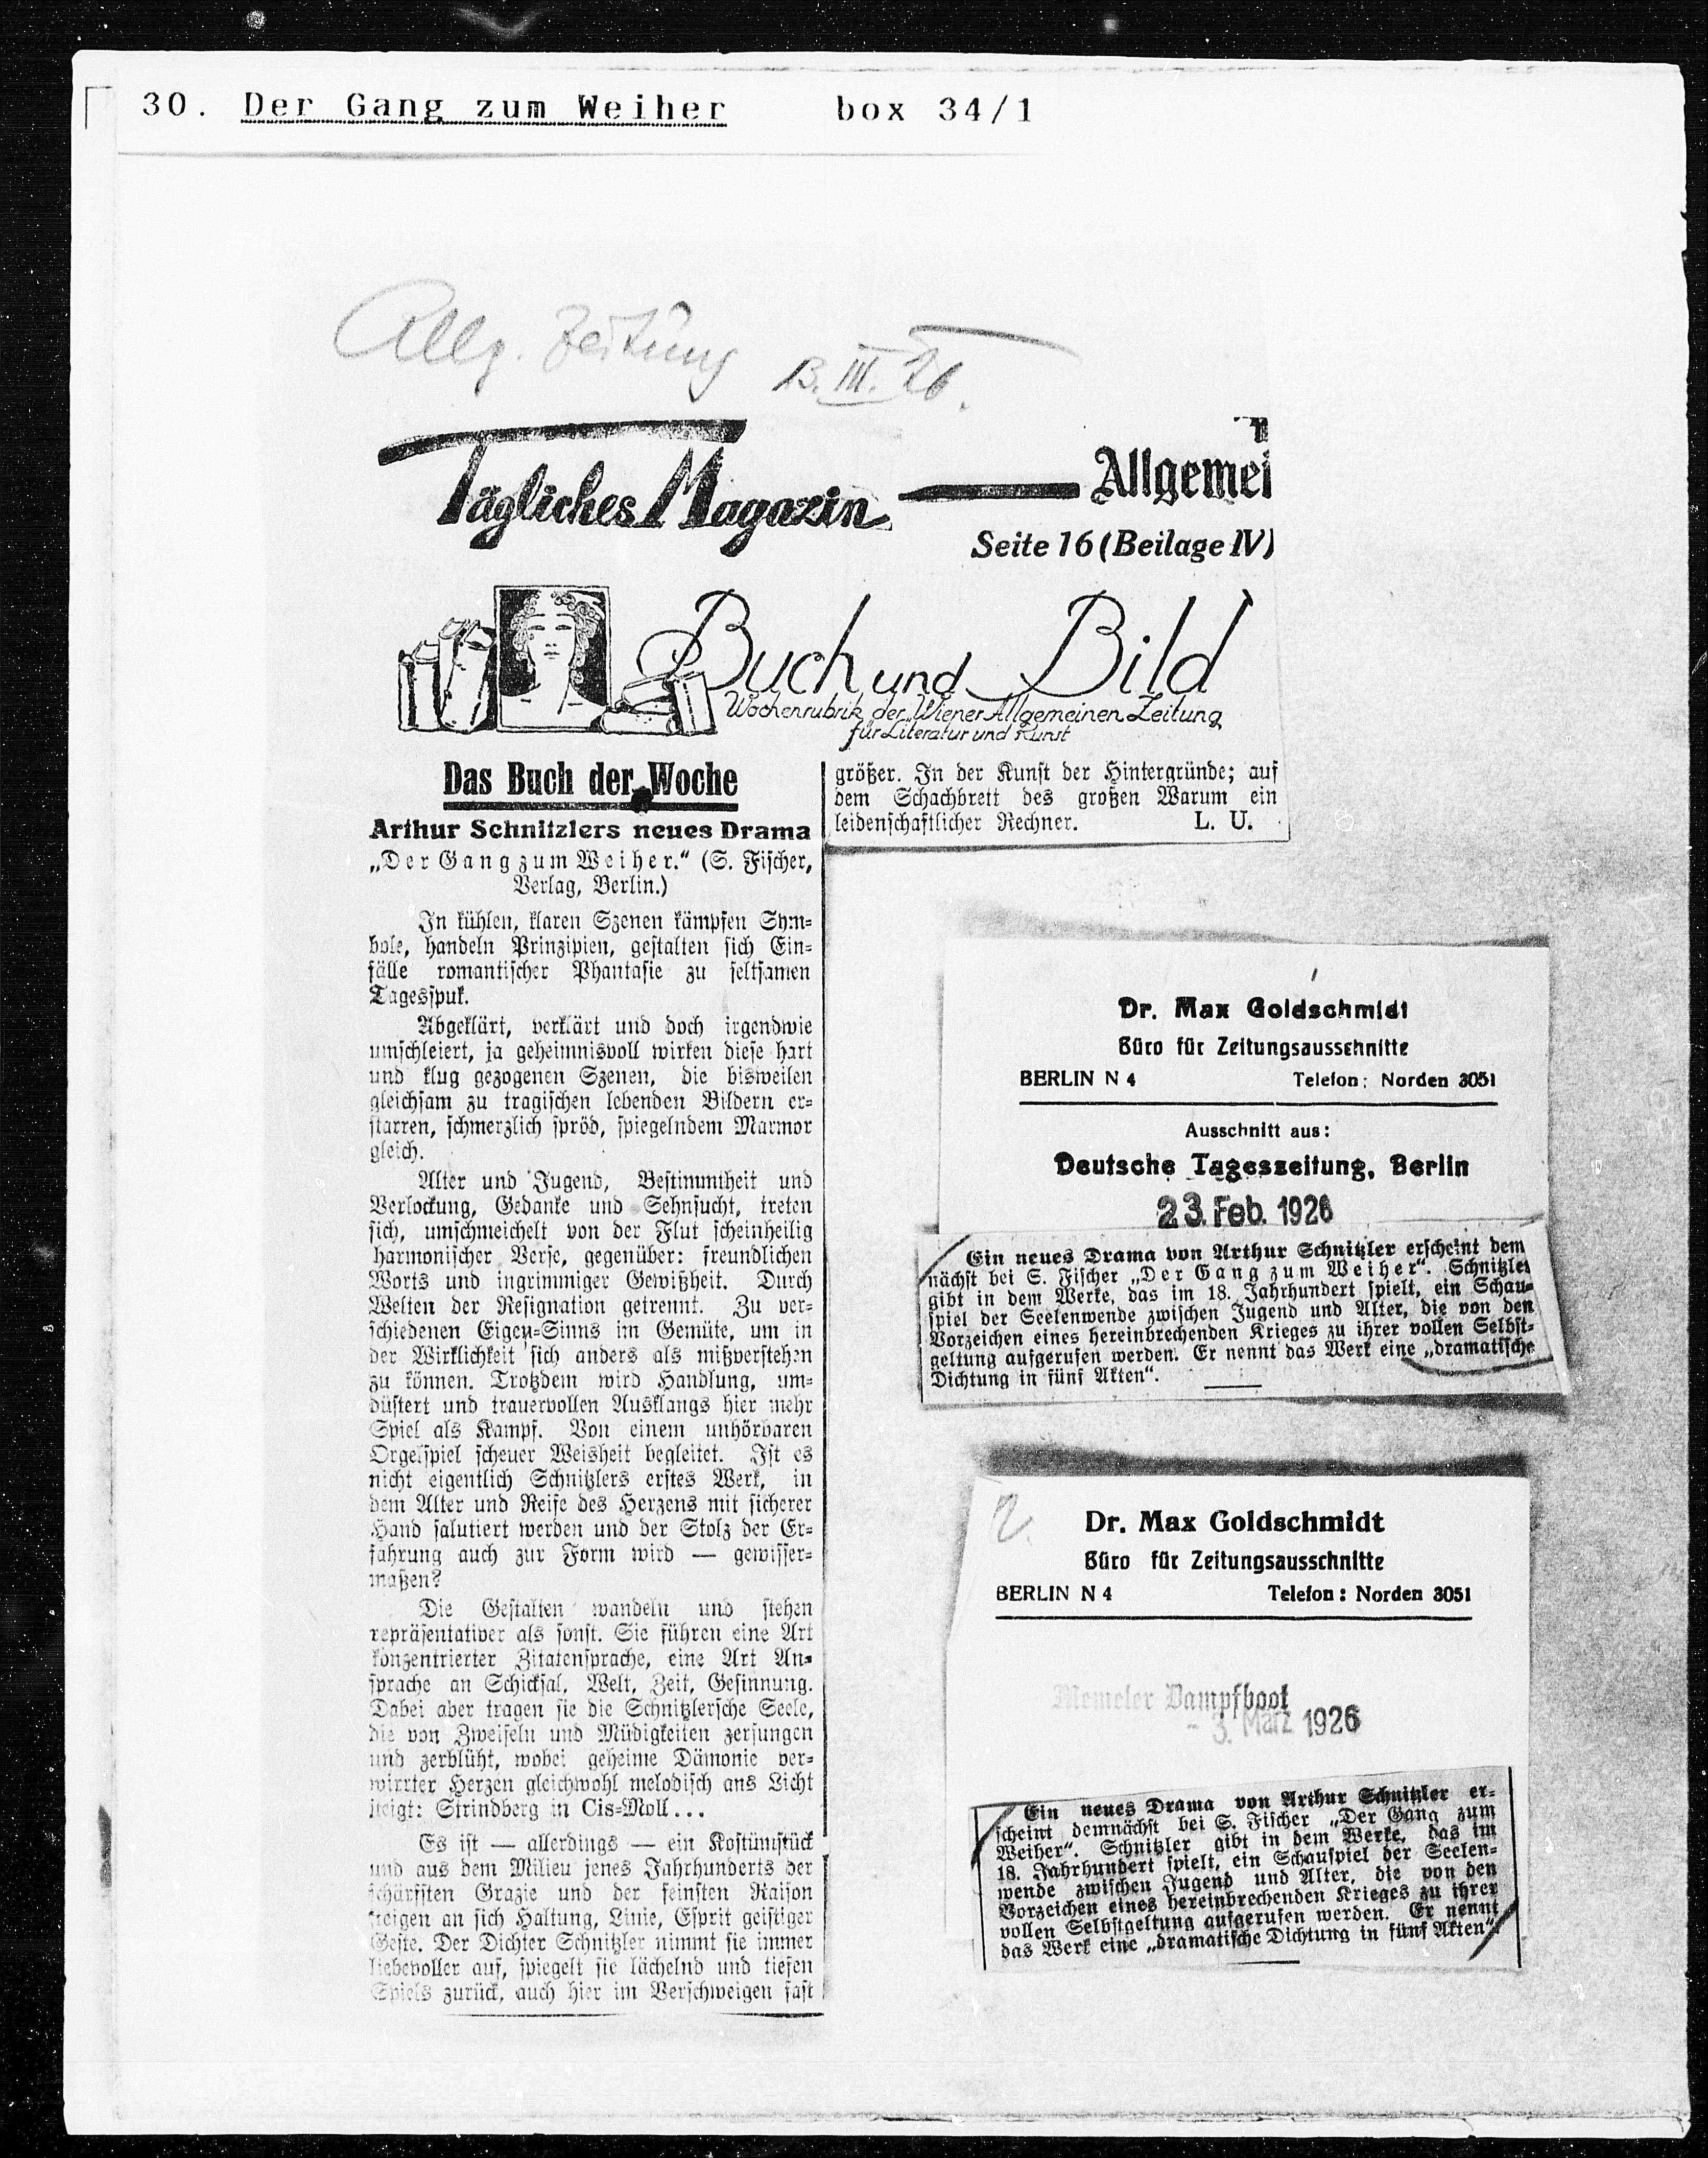 30. Der Gang zum Weiher box 34/1
Allg. Zeitung 13. III. 26.
Tägliches Magazin — Allgemei
Seite 16 (Beilage IV)
Buch und Bild
Wochenrubrik der „Wiener Allgemeinen Zeitung
für Literatur und Kunst
Das Buch der Woche
Arthur Schnitzlers neues Drama
„Der Gang zum Weiher.“ (S. Fischer,
Verlag, Berlin.)
In kühlen, klaren Szenen kämpfen Sym-
bole, handeln Prinzipien, gestalten sich Ein-
fälle romantischer Phantasie zu seltsamen
Tagesspuk.
Abgeklärt, verklärt und doch irgendwie
umschleiert, ja geheimnisvoll wirken diese hart
und klug gezogenen Szenen, die bisweilen
gleichsam zu tragischen lebenden Bildern er-
starren, schmerzlich spröd, spiegelndem Marmor
gleich.
Alter und Jugend, Bestimmtheit und
Verlockung, Gedanke und Sehnsucht, treten
sich, umschmeichelt von der Flut scheinheilig
harmonischer Verse, gegenüber: freundlichen
Worts und ingrimmiger Gewißheit. Durch
Welten der Resignation getrennt. Zu ver-
schiedenen Eigen-Sinns im Gemüte, um in
der Wirklichkeit sich anders als mißverstehen
zu können. Trotzdem wird Handlung, um-
düstert und trauervollen Ausklangs hier mehr
Spiel als Kampf. Von einem unhörbaren
Orgelspiel scheuer Weisheit begleitet. Ist es
nicht eigentlich Schnitzlers erstes Werk, in
dem Alter und Reife des Herzens mit sicherer
Hand salutiert werden und der Stolz der Er-
fahrung auch zur Form wird — gewisser-
maßen?
Die Gestalten wandeln und stehen
repräsentativer als sonst. Sie führen eine Art
konzentrierter Zitatensprache, eine Art An-
sprache an Schicksal, Welt, Zeit, Gesinnung.
Dabei aber tragen sie die Schnitzlersche Seele,
die von Zweifeln und Müdigkeiten zersungen
und zerblüht, wobei geheime Dämonie ver-
wirrter Herzen gleichwohl melodisch ans Licht
steigt: Strindberg in Cis-Moll...
Es ist — allerdings — ein Kostümstück
und aus dem Milieu jenes Jahrhunderts der
schärfsten Grazie und der feinsten Raison
steigen an sich Haltung, Linie, Esprit geistiger
Geste. Der Dichter Schnitzler nimmt sie immer
liebevoller auf, spiegelt sie lächelnd und tiefen
Spiels zurück, auch hier im Verschweigen fast
größer. In der Kunst der Hintergründe; auf
dem Schachbrett des großen Warum ein
leidenschaftlicher Rechner. L. U.
Dr. Max Goldschmidt
Büro für Zeitungsausschnitte
BERLIN N 4 Telefon: Norden 3051
Ausschnitt aus:
Deutsche Tageszeitung, Berlin
23. Feb. 1926
Ein neues Drama von Arthur Schnitzler erscheint dem
nächst bei S. Fischer „Der Gang zum Weiher“. Schnitzler
gibt in dem Werke, das im 18. Jahrhundert spielt, ein Schau-
spiel der Seelenwende zwischen Jugend und Alter, die von den
Vorzeichen eines hereinbrechenden Krieges zu ihrer vollen Selbst-
geltung aufgerufen werden. Er nennt das Werk eine „dramatische
Dichtung in fünf Akten“.
2.
Dr. Max Goldschmidt
Büro für Zeitungsausschnitte
BERLIN N 4 Telefon: Norden 3051
Memeler Dampfboot
- 3. März 1926
Ein neues Drama von Arthur Schnitzler er-
scheint demnächst bei S. Fischer „Der Gang zum
Weiher“. Schnitzler gibt in dem Werke, das im
18. Jahrhundert spielt, ein Schauspiel der Seelen-
wende zwischen Jugend und Alter, die von den
Vorzeichen eines hereinbrechenden Krieges zu ihrer
vollen Selbstgeltung aufgerufen werden. Er nennt
das Werk eine „dramatische Dichtung in fünf Akten“